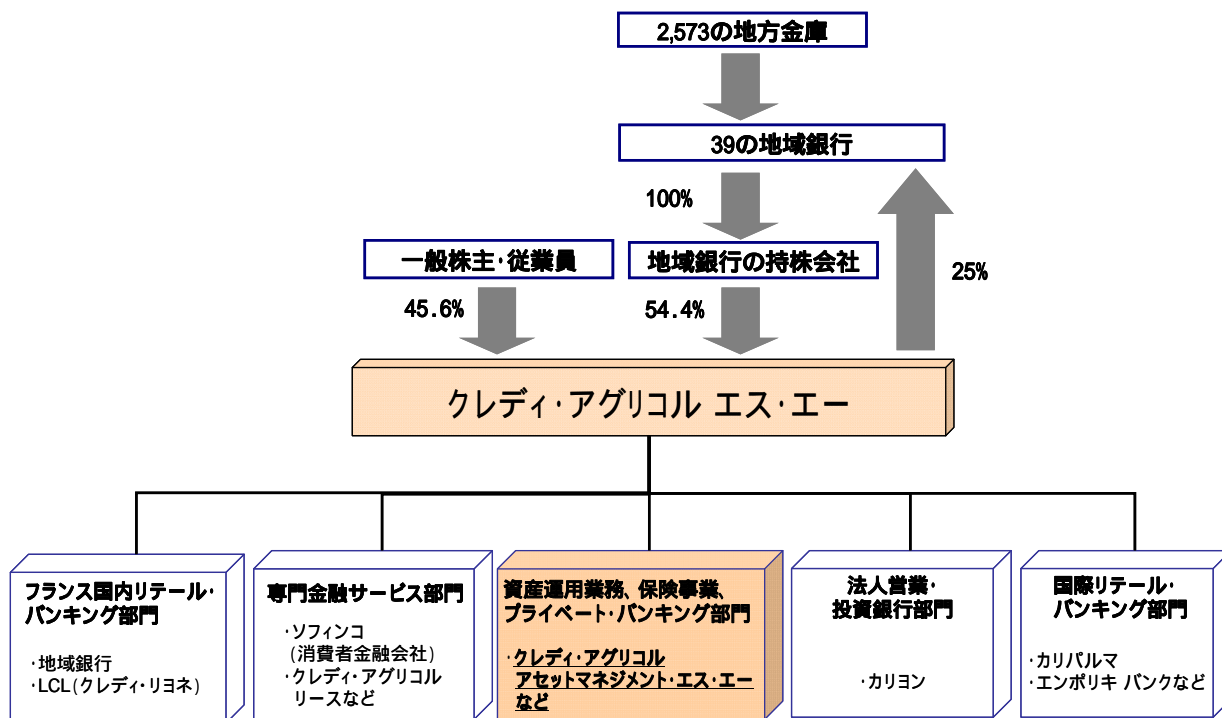 2,573の地方金庫
39の地域銀行
100%
一般株主・従業員
地域銀行の持株会社
25%
45.6%
54.4%
クレディ・アグリコル エス・エー
フランス国内リテール・
バンキング部門
・地域銀行
・LCL(クレディ・リヨネ)
専門金融サービス部門
・ソフィンコ
(消費者金融会社)
・クレディ・アグリコル
リースなど
資産運用業務、保険事業、
プライベート・バンキング部門
・クレディ・アグリコル
アセットマネジメント・エス・エー
など
法人営業・
投資銀行部門
・カリヨン
国際リテール・
バンキング部門
・カリパルマ
・エンポリキ バンクなど